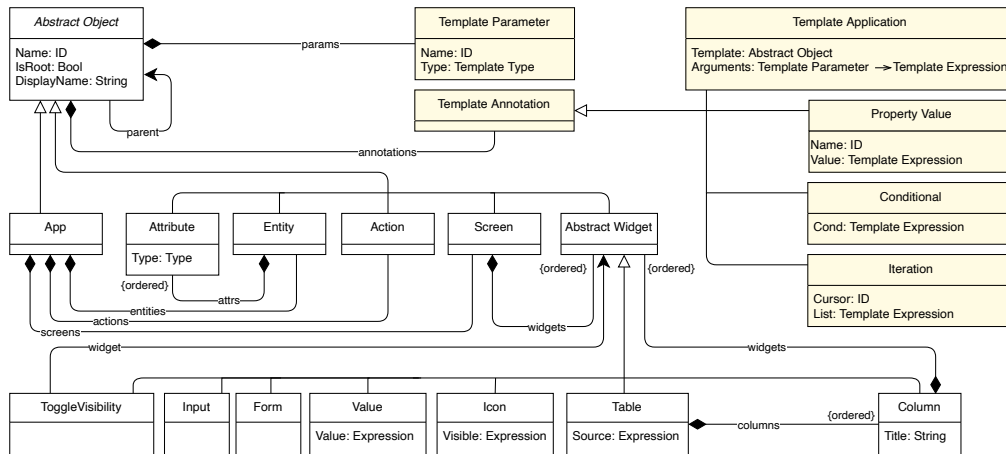 Abstract Object
Name: ID
IsRoot: Bool
DisplayName: String
params
Template Parameter
Name: ID
Type: Template Type
Template Application
Template: Abstract Object
Arguments: Template Parameter → Template Expression
parent
Template Annotation
annotations
Property Value
Name: ID
Value: Template Expression
Conditional
Cond: Template Expression
Iteration
Cursor: ID
List: Template Expression
App
Attribute
Type: Type
Entity
Action
Screen
Abstract Widget
{ordered}
{ordered}
{ordered}
attrs
entities
actions
screens
widgets
widget
widgets
ToggleVisibility
Input
Form
Value
Value: Expression
Icon
Visible: Expression
Table
Source: Expression
columns
{ordered}
Column
Title: String